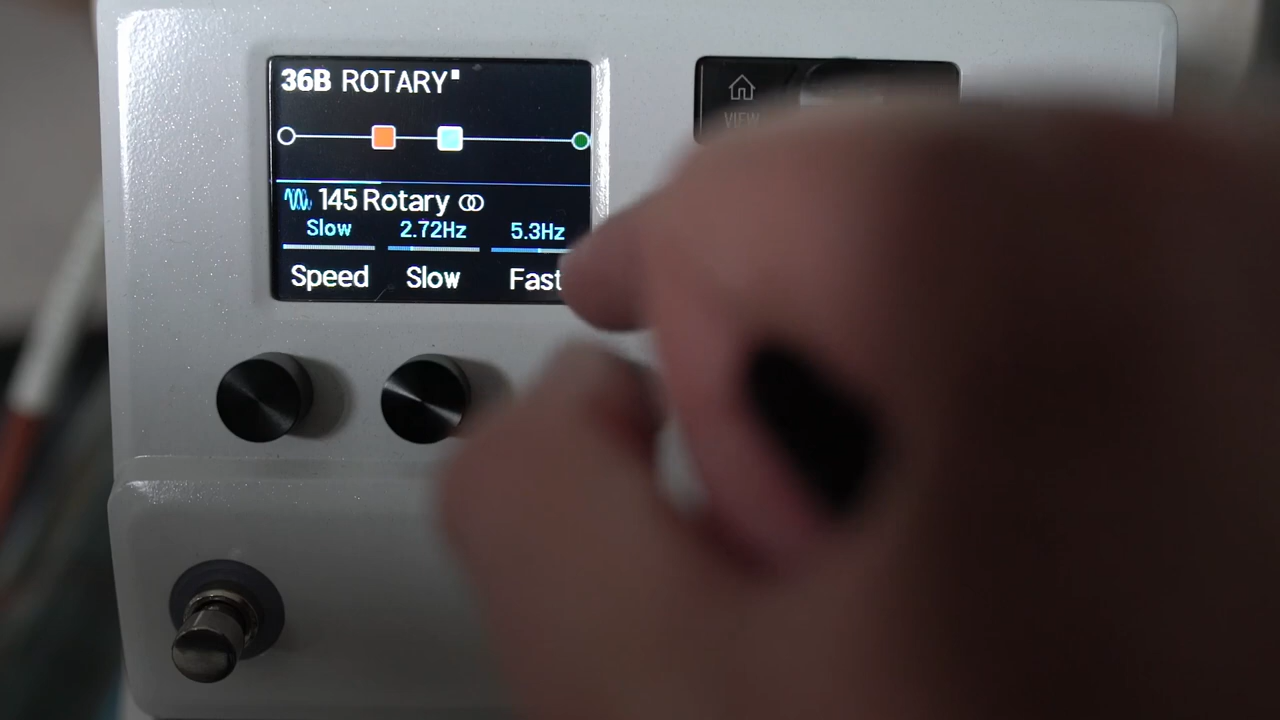 36B ROTARY
145 Rotary
Slow 2.72Hz 5.3Hz
Speed Slow Fast
VIEW